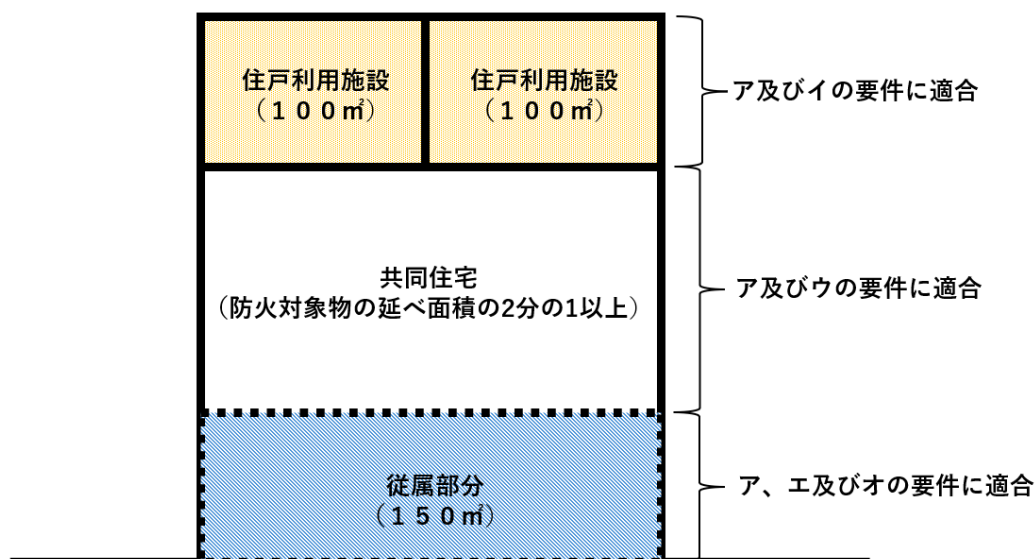 住戸利用施設
（１００㎡）
住戸利用施設
（１００㎡）
ア及びイの要件に適合
共同住宅
（防火対象物の延べ面積の2分の1以上）
ア及びウの要件に適合
従属部分
（１５０㎡）
ア、エ及びオの要件に適合